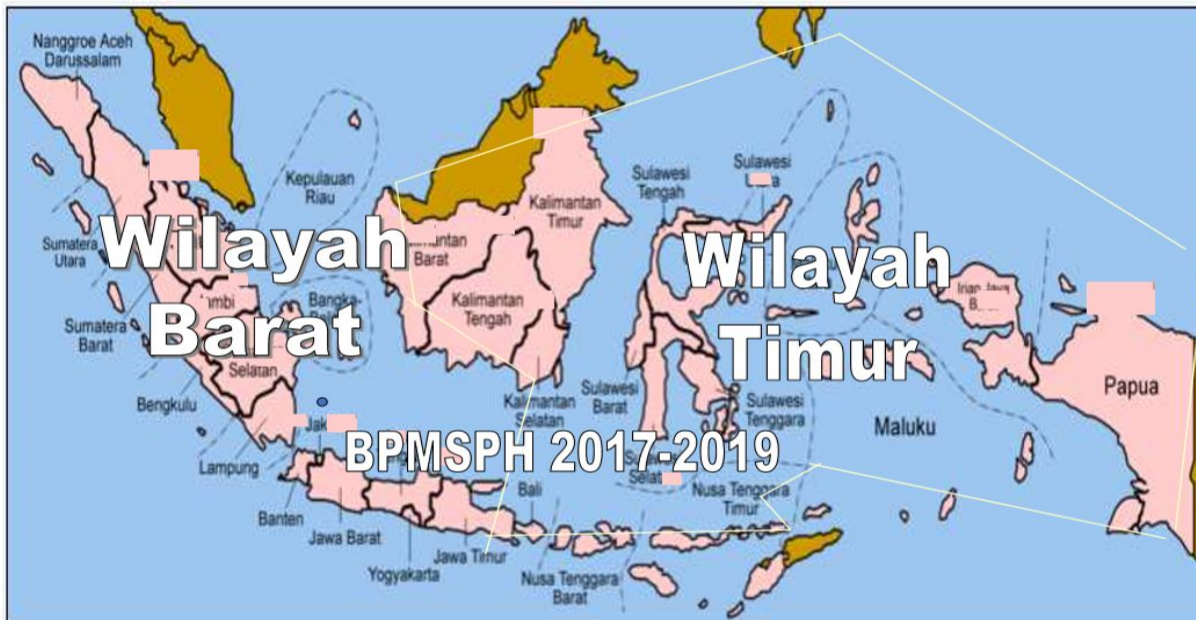 Nanggroe Aceh
Darussalam
Kepulauan
Riau
Sumatera
Utara
Wilayah
Barat
Sumatera
Barat
Bangka-
Selatan
Bengkulu
Lampung
Banten
Jawa Barat
Yogyakarta
Jawa Timur
Bali
Nusa Tenggara
Barat
Nusa Tenggara
Timur
Barat
Kalimantan
Tengah
Kalimantan
Timur
Kalimantan
Selatan
Sulawesi
Tengah
Sulawesi
Sulawesi
Barat
Sulawesi
Tenggara
Wilayah
Timur
BPMSPH 2017-2019
Maluku
Papua